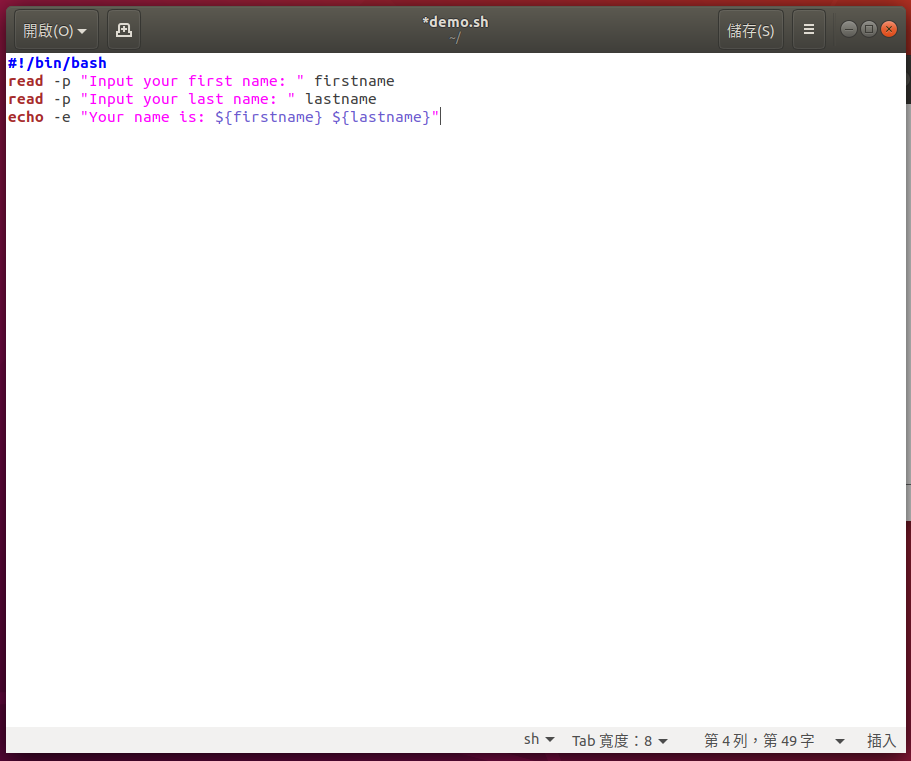 開啟(O)
*demo.sh
~/
儲存(S)
#!/bin/bash
read -p "Input your first name: " firstname
read -p "Input your last name: " lastname
echo -e "Your name is: ${firstname} ${lastname}"
sh
Tab 寬度：8
第 4 列，第 49 字
插入